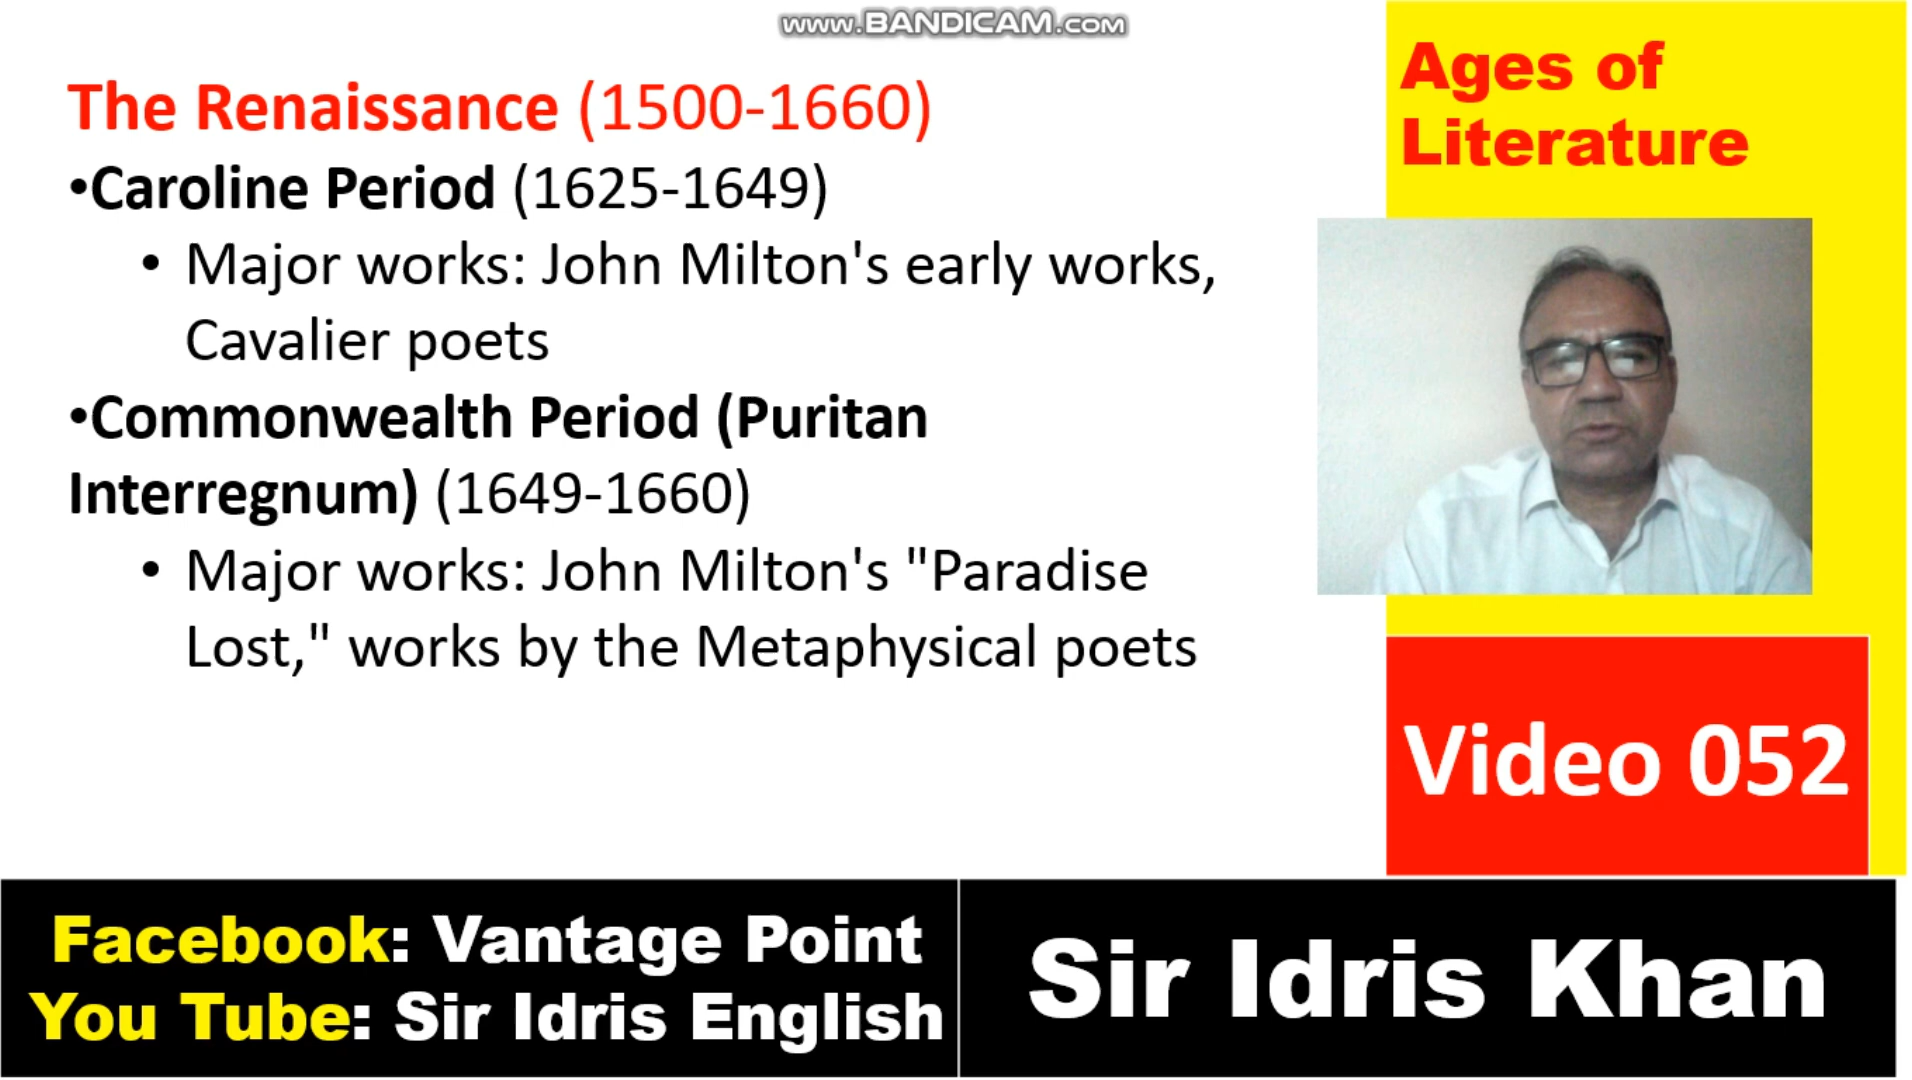 www.BANDICAM.com
The Renaissance (1500-1660)
•Caroline Period (1625-1649)
• Major works: John Milton's early works,
Cavalier poets
•Commonwealth Period (Puritan
Interregnum) (1649-1660)
• Major works: John Milton's "Paradise
Lost," works by the Metaphysical poets
Ages of
Literature
Video 052
Facebook: Vantage Point
You Tube: Sir Idris English
Sir Idris Khan